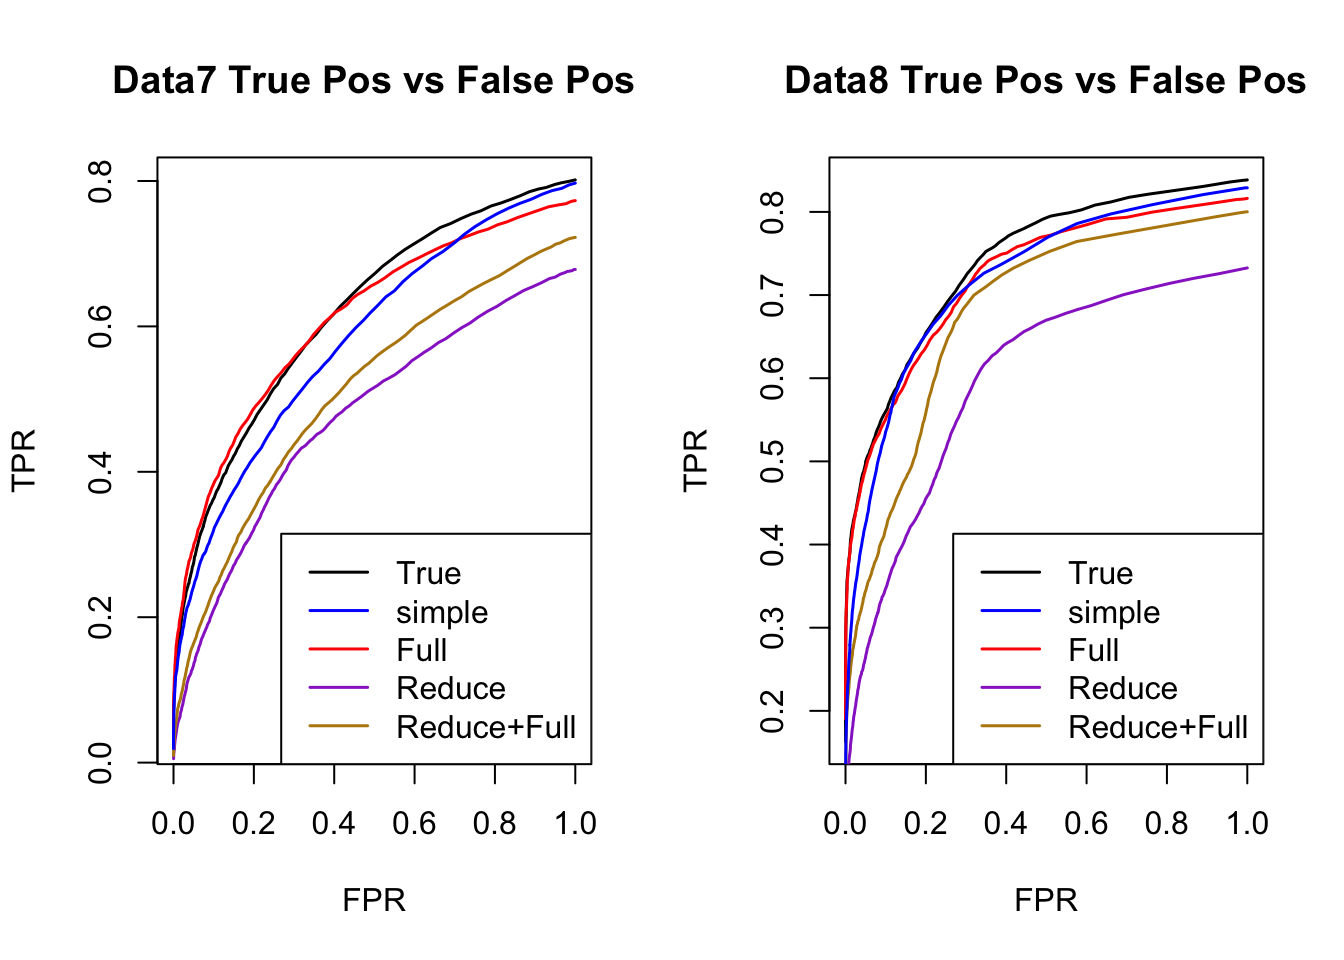 Data7 True Pos vs False Pos
TPR
0.8
0.6
0.4
0.2
0.0
0.0 0.2 0.4 0.6 0.8 1.0
FPR
True
simple
Full
Reduce
Reduce+Full
Data8 True Pos vs False Pos
TPR
0.8
0.7
0.6
0.5
0.4
0.3
0.2
0.0 0.2 0.4 0.6 0.8 1.0
FPR
True
simple
Full
Reduce
Reduce+Full